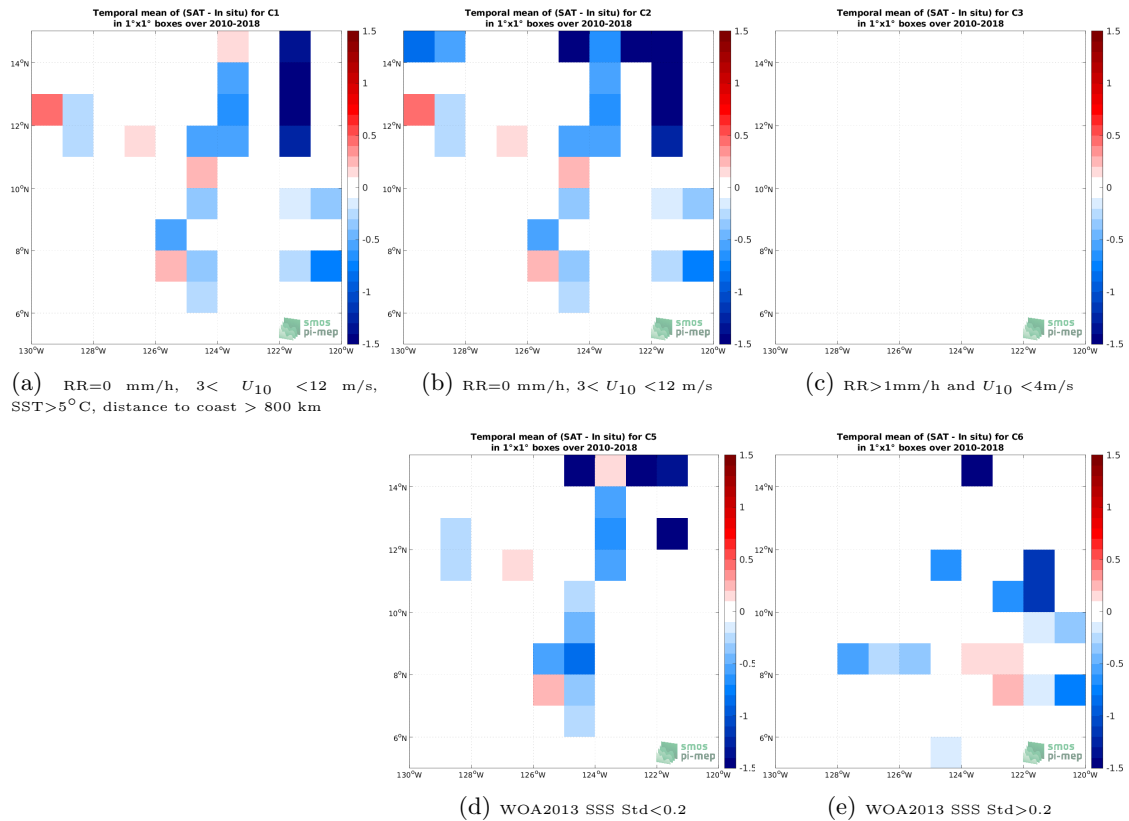 Temporal mean of (SAT - In situ) for C1
in 1°x1° boxes over 2010-2018
14°N
12°N
10°N
8°N
6°N
130°W 128°W 126°W 124°W 122°W 120°W
1.5
1
0.5
0
-0.5
-1
-1.5
smos
pi-mep
(a) RR=0 mm/h, 3< U10 <12 m/s,
SST>5°C, distance to coast > 800 km
Temporal mean of (SAT - In situ) for C2
in 1°x1° boxes over 2010-2018
14°N
12°N
10°N
8°N
6°N
130°W 128°W 126°W 124°W 122°W 120°W
1.5
1
0.5
0
-0.5
-1
-1.5
smos
pi-mep
(b) RR=0 mm/h, 3< U10 <12 m/s
Temporal mean of (SAT - In situ) for C3
in 1°x1° boxes over 2010-2018
14°N
12°N
10°N
8°N
6°N
130°W 128°W 126°W 124°W 122°W 120°W
1.5
1
0.5
0
-0.5
-1
-1.5
smos
pi-mep
(c) RR>1mm/h and U10 <4m/s
Temporal mean of (SAT - In situ) for C5
in 1°x1° boxes over 2010-2018
14°N
12°N
10°N
8°N
6°N
130°W 128°W 126°W 124°W 122°W 120°W
1.5
1
0.5
0
-0.5
-1
-1.5
smos
pi-mep
(d) WOA2013 SSS Std<0.2
Temporal mean of (SAT - In situ) for C6
in 1°x1° boxes over 2010-2018
14°N
12°N
10°N
8°N
6°N
130°W 128°W 126°W 124°W 122°W 120°W
1.5
1
0.5
0
-0.5
-1
-1.5
smos
pi-mep
(e) WOA2013 SSS Std>0.2